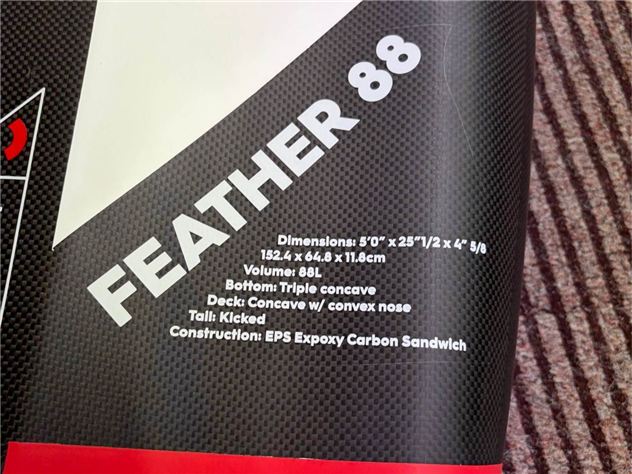 FEATHER 88
Dimensions: 5'0" x 25"1/2 x 4" 5/8
152.4 x 64.8 x 11.8cm
Volume: 88L
Bottom: Triple concave
Deck: Concave w/ convex nose
Tail: Kicked
Construction: EPS Expoxy Carbon Sandwich